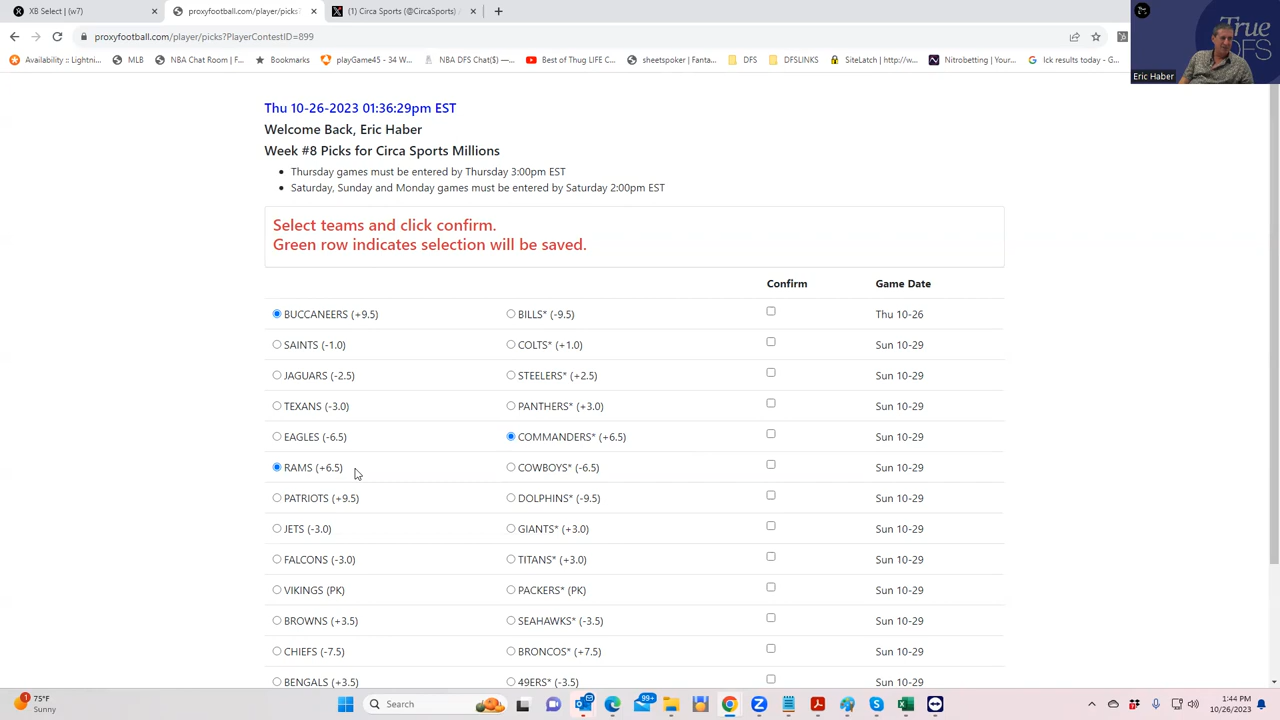 XB Select (w7)
proxyfootball.com/player/picks?
(1) Circa Sports (@CircaSports) /
proxyfootball.com/player/picks?PlayerContestID=899
Availability :: Lightni...
MLB
NBA Chat Room | F...
Bookmarks
playGame45 - 34 W...
NBA DFS Chat($) —...
Best of Thug LIFE C...
sheetspoker | Fanta...
DFS
DFSLINKS
SiteLatch | http://w...
Nitrobetting | Your...
lck results today - G...
True
DFS
Eric Haber
Thu 10-26-2023 01:36:29pm EST
Welcome Back, Eric Haber
Week #8 Picks for Circa Sports Millions
Thursday games must be entered by Thursday 3:00pm EST
Saturday, Sunday and Monday games must be entered by Saturday 2:00pm EST
Select teams and click confirm.
Green row indicates selection will be saved.
Confirm Game Date
BUCCANEERS (+9.5) BILLS* (-9.5) Thu 10-26
SAINTS (-1.0) COLTS* (+1.0) Sun 10-29
JAGUARS (-2.5) STEELERS* (+2.5) Sun 10-29
TEXANS (-3.0) PANTHERS* (+3.0) Sun 10-29
EAGLES (-6.5) COMMANDERS* (+6.5) Sun 10-29
RAMS (+6.5) COWBOYS* (-6.5) Sun 10-29
PATRIOTS (+9.5) DOLPHINS* (-9.5) Sun 10-29
JETS (-3.0) GIANTS* (+3.0) Sun 10-29
FALCONS (-3.0) TITANS* (+3.0) Sun 10-29
VIKINGS (PK) PACKERS* (PK) Sun 10-29
BROWNS (+3.5) SEAHAWKS* (-3.5) Sun 10-29
CHIEFS (-7.5) BRONCOS* (+7.5) Sun 10-29
BENGALS (+3.5) 49ERS* (-3.5) Sun 10-29
75°F
Sunny
Search
99+
1:44 PM
10/26/2023